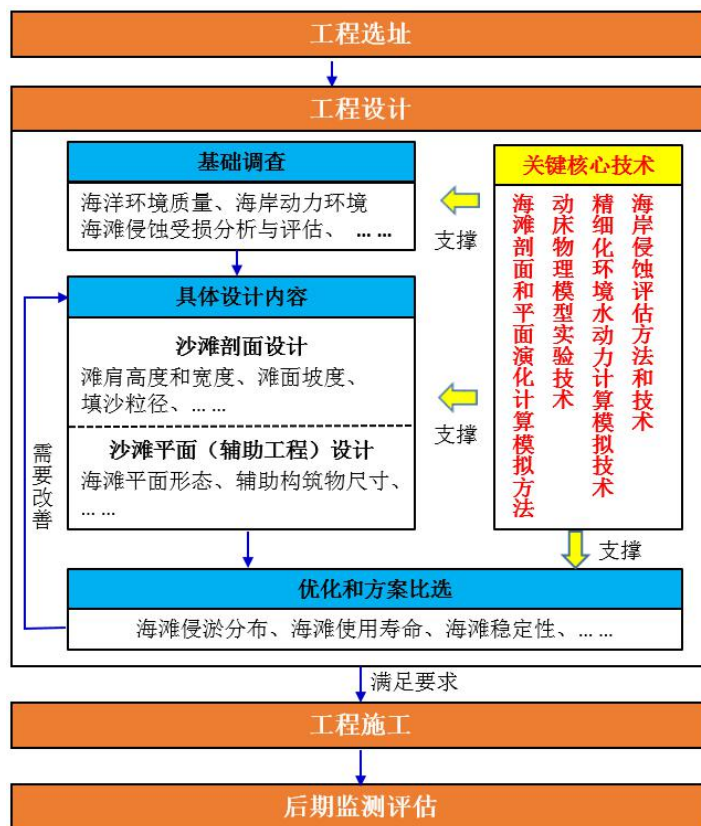 工程选址
工程设计
基础调查
海洋环境质量、海岸动力环境
海滩侵蚀受损分析与评估、 … …
具体设计内容
沙滩剖面设计
滩肩高度和宽度、滩面坡度、
填沙粒径、… …
沙滩平面（辅助工程）设计
海滩平面形态、辅助构筑物尺寸、
… …
关键核心技术
海岸侵蚀评估方法和技术
精细化环境水动力计算模拟技术
动床物理模型实验技术
海滩剖面和平面演化计算模拟方法
支撑
支撑
支撑
需要改善
优化和方案比选
海滩侵淤分布、海滩使用寿命、海滩稳定性、… …
满足要求
工程施工
后期监测评估